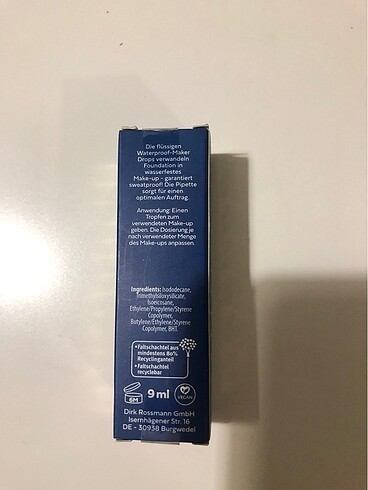 Die flüssigen
Waterproof-Maker
Drops verwandeln
Foundation in
wasserfestes
Make-up - garantiert
sweatproof! Die Pipette
sorgt für einen
optimalen Auftrag.
Anwendung: Einen
Tropfen zum
verwendeten Make-up
geben. Die Dosierung je
nach verwendeter Menge
des Make-ups anpassen.
Ingredients: Isododecane,
Trimethylsiloxysilicate,
Isoeicosane,
Ethylene/Propylene/Styrene
Copolymer,
Butylene/Ethylene/Styrene
Copolymer, BHT.
• Faltschachtel aus
mindestens 80%
Recyclinganteil
• Faltschachtel
recyclebar
6M
9 ml
VEGAN
Dirk Rossmann GmbH
Isernhägener Str. 16
DE - 30938 Burgwedel